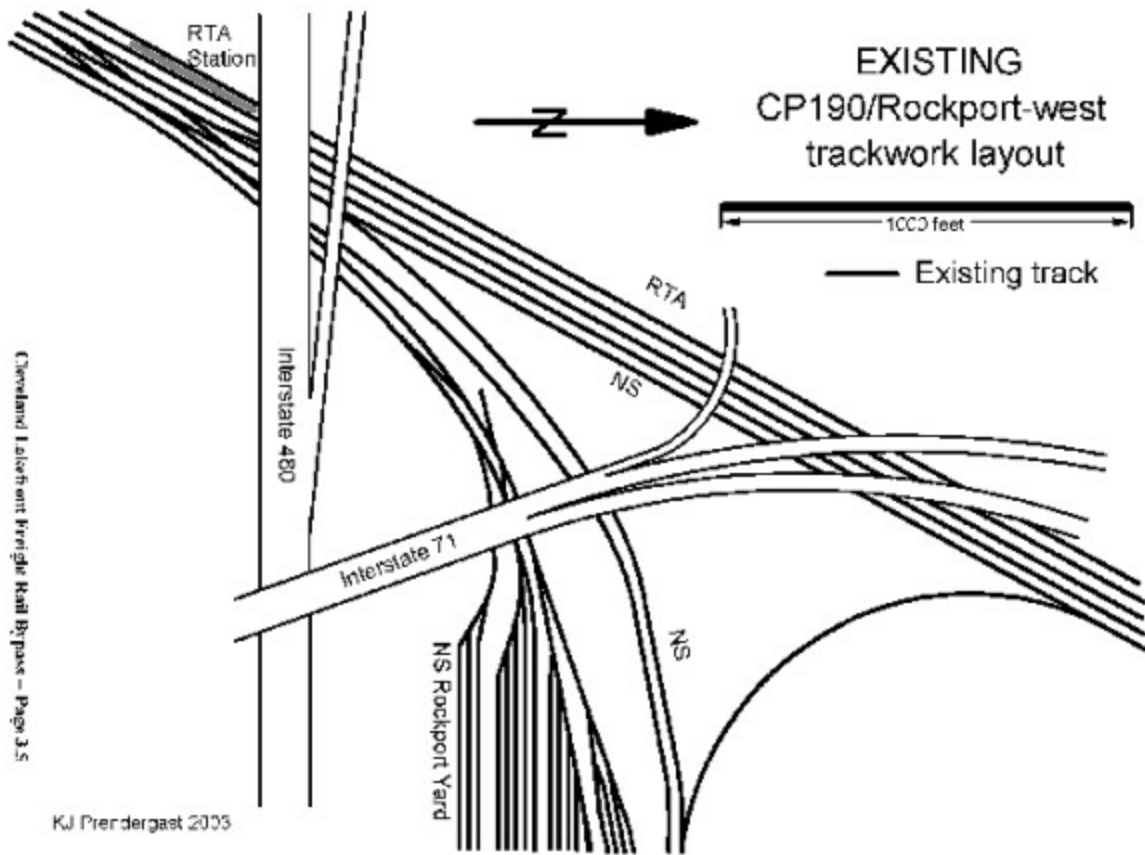 RTA
Station
EXISTING
CP190/Rockport-west
trackwork layout
N
1000 feet
Existing track
RTA
NS
Interstate 480
Interstate 71
NS
NS Rockport Yard
Cleveland Lakefront Freight Rail Bypass – Page 3.5
KJ Prendergast 2003